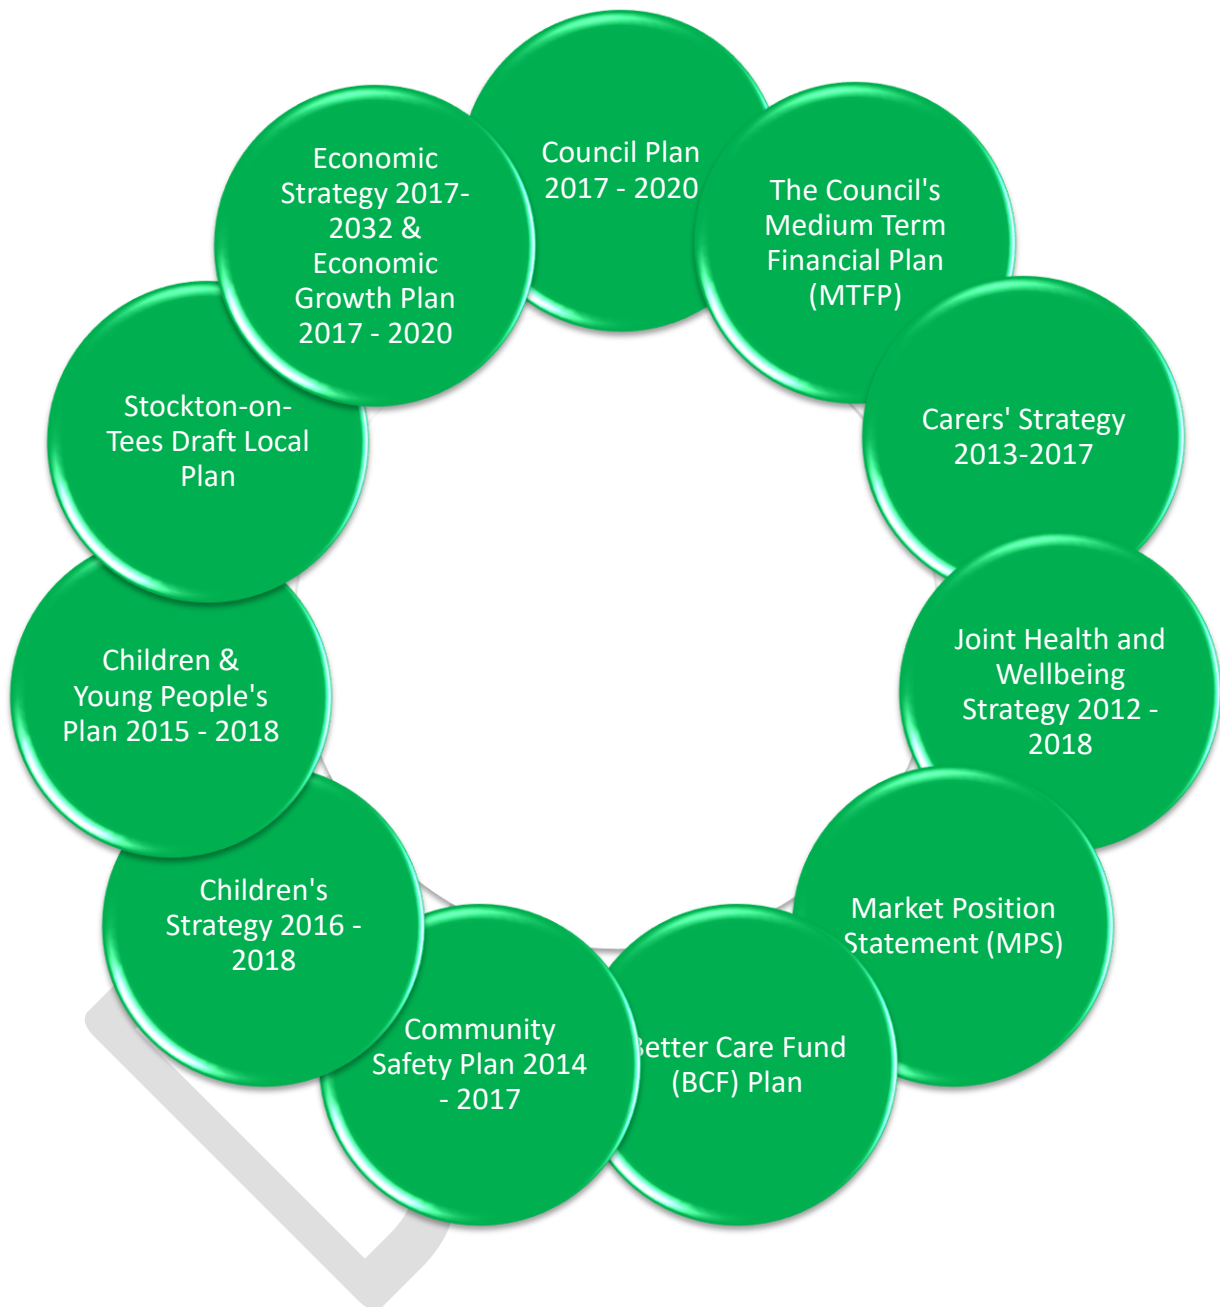 Council Plan
2017 - 2020
The Council's
Medium Term
Financial Plan
(MTFP)
Carers' Strategy
2013-2017
Joint Health and
Wellbeing
Strategy 2012 -
2018
Market Position
Statement (MPS)
Better Care Fund
(BCF) Plan
Community
Safety Plan 2014
- 2017
Children's
Strategy 2016 -
2018
Children &
Young People's
Plan 2015 - 2018
Stockton-on-
Tees Draft Local
Plan
Economic
Strategy 2017-
2032 &
Economic
Growth Plan
2017 - 2020